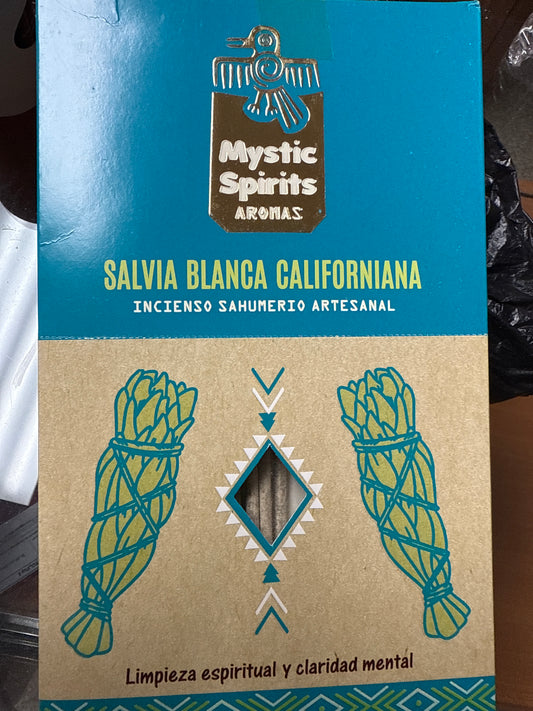 Mystic
Spirits
AROMAS
SALVIA BLANCA CALIFORNIANA
INCIENSO SAHUMERIO ARTESANAL
Limpieza espiritual y claridad mental